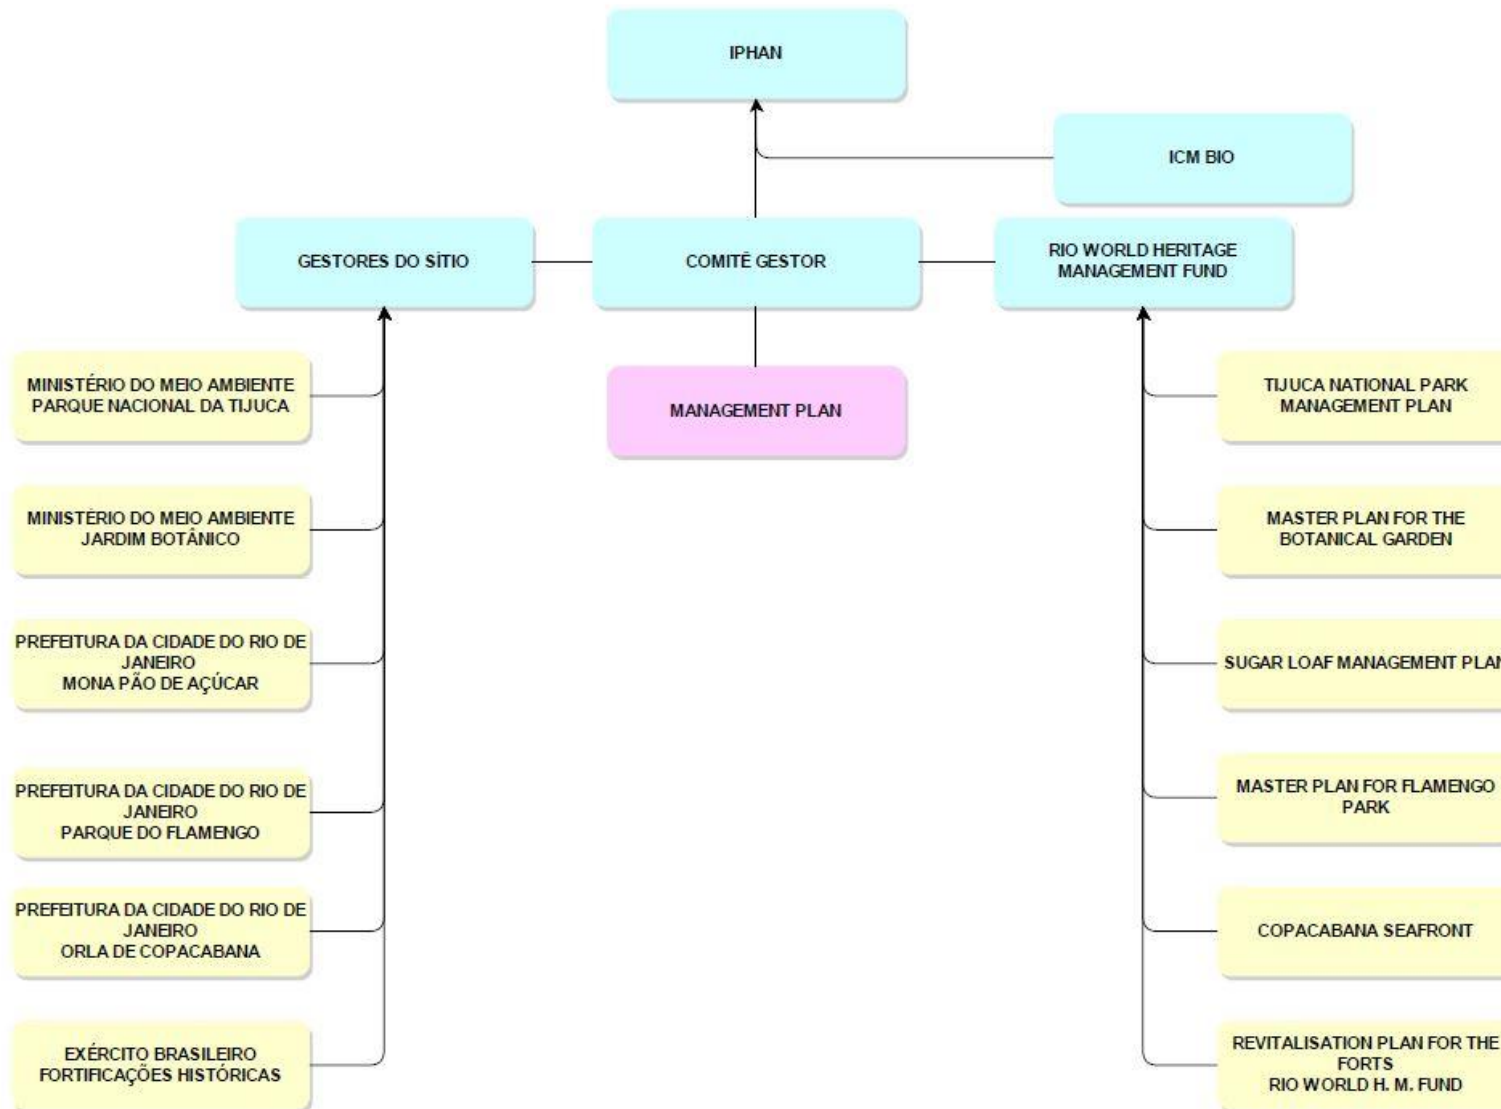 IPHAN
ICM BIO
GESTORES DO SÍTIO
COMITÊ GESTOR
RIO WORLD HERITAGE
MANAGEMENT FUND
MANAGEMENT PLAN
MINISTÉRIO DO MEIO AMBIENTE
PARQUE NACIONAL DA TIJUCA
MINISTÉRIO DO MEIO AMBIENTE
JARDIM BOTÂNICO
PREFEITURA DA CIDADE DO RIO DE
JANEIRO
MONA PÃO DE AÇÚCAR
PREFEITURA DA CIDADE DO RIO DE
JANEIRO
PARQUE DO FLAMENGO
PREFEITURA DA CIDADE DO RIO DE
JANEIRO
ORLA DE COPACABANA
EXÉRCITO BRASILEIRO
FORTIFICAÇÕES HISTÓRICAS
TIJUCA NATIONAL PARK
MANAGEMENT PLAN
MASTER PLAN FOR THE
BOTANICAL GARDEN
SUGAR LOAF MANAGEMENT PLAN
MASTER PLAN FOR FLAMENGO
PARK
COPACABANA SEAFRONT
REVITALISATION PLAN FOR THE
FORTS
RIO WORLD H. M. FUND